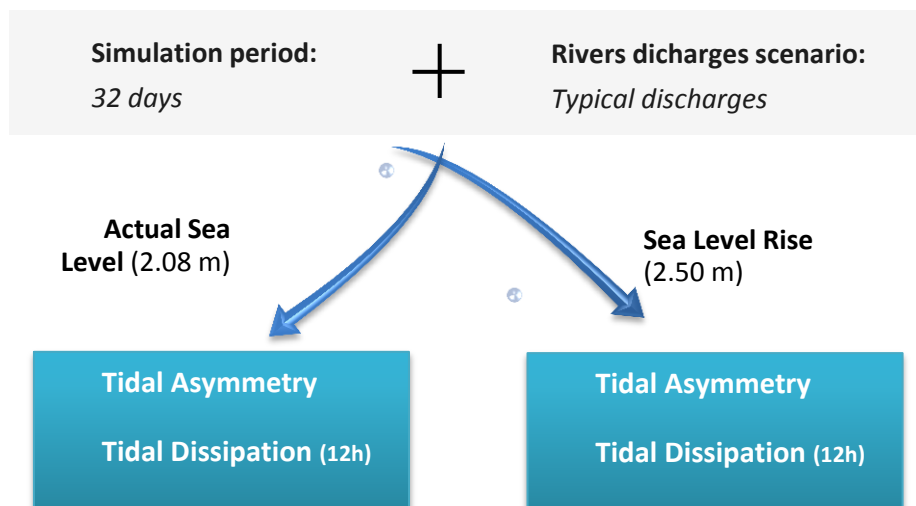 Simulation period:
32 days
Rivers dicharges scenario:
Typical discharges
Actual Sea
Level (2.08 m)
Sea Level Rise
(2.50 m)
Tidal Asymmetry
Tidal Dissipation (12h)
Tidal Asymmetry
Tidal Dissipation (12h)